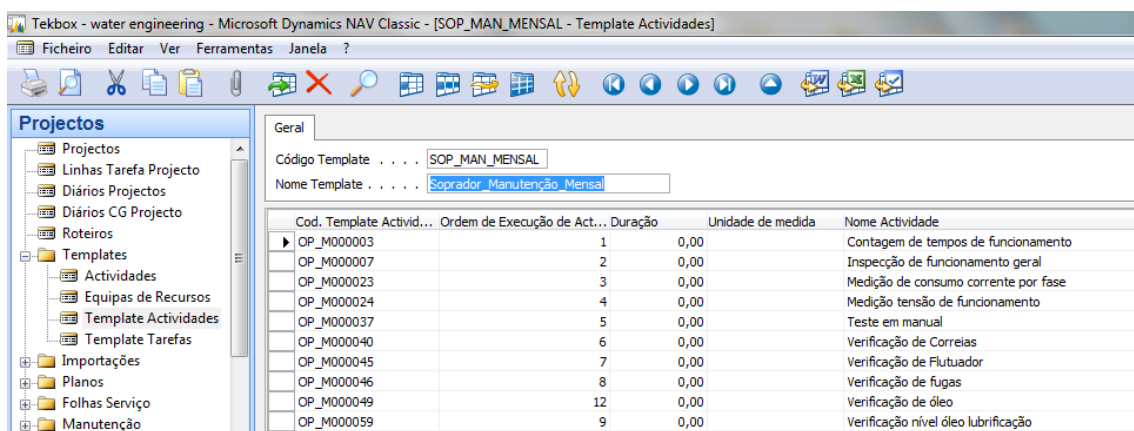 Tekbox - water engineering - Microsoft Dynamics NAV Classic - [SOP_MAN_MENSAL - Template Actividades]
Ficheiro Editar Ver Ferramentas Janela ?
Projectos
Projectos
Linhas Tarefa Projecto
Diários Projectos
Diários CG Projecto
Roteiros
Templates
Actividades
Equipas de Recursos
Template Actividades
Template Tarefas
Importações
Planos
Folhas Serviço
Manutenção
Geral
Código Template . . . . SOP_MAN_MENSAL
Nome Template . . . . . Soprador_Manutenção_Mensal
Cod. Template Activid... Ordem de Execução de Act... Duração Unidade de medida Nome Actividade
OP_M000003 1 0,00 Contagem de tempos de funcionamento
OP_M000007 2 0,00 Inspecção de funcionamento geral
OP_M000023 3 0,00 Medição de consumo corrente por fase
OP_M000024 4 0,00 Medição tensão de funcionamento
OP_M000037 5 0,00 Teste em manual
OP_M000040 6 0,00 Verificação de Correias
OP_M000045 7 0,00 Verificação de Flutuador
OP_M000046 8 0,00 Verificação de fugas
OP_M000049 12 0,00 Verificação de óleo
OP_M000059 9 0,00 Verificação nível óleo lubrificação